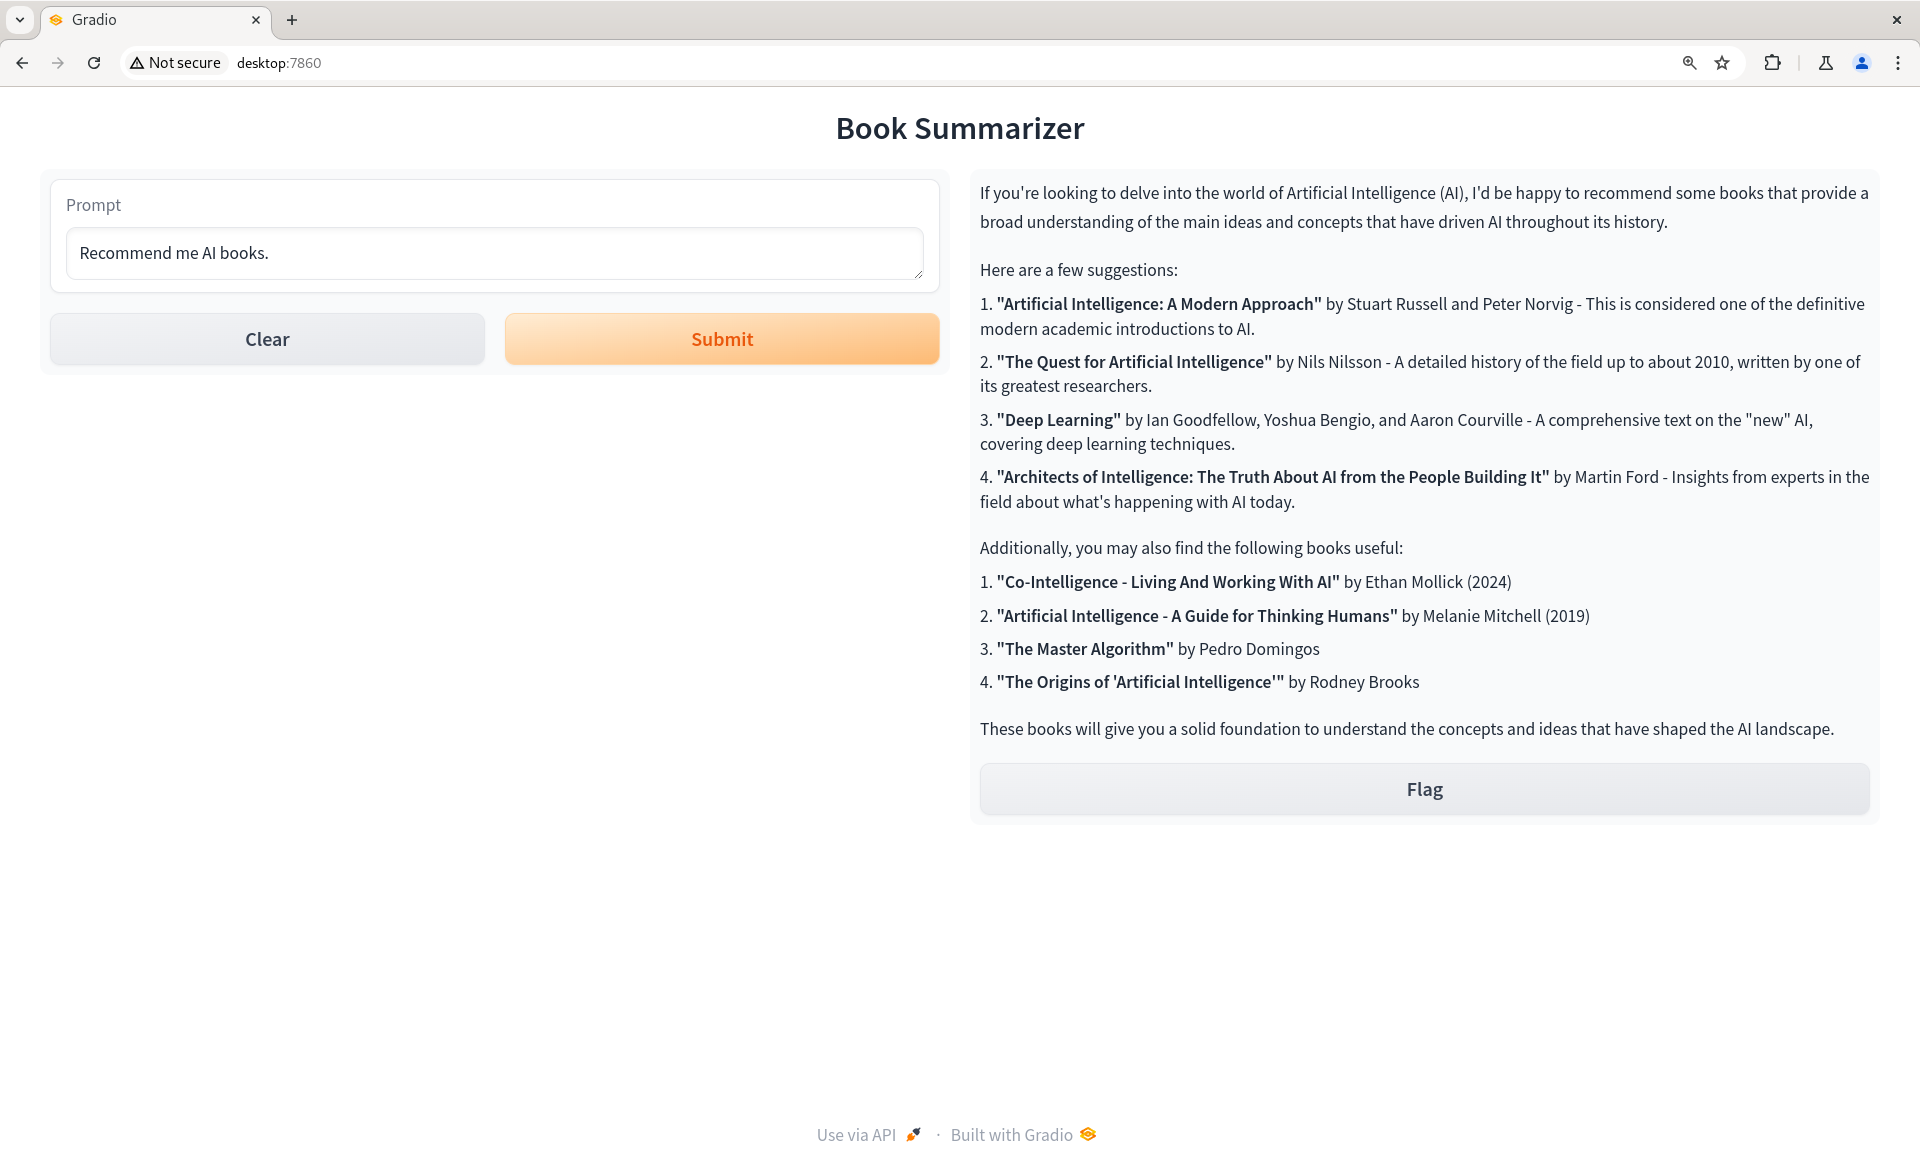 Gradio
Not secure
desktop:7860
Book Summarizer
Prompt
Recommend me AI books.
Clear
Submit
If you're looking to delve into the world of Artificial Intelligence (AI), I'd be happy to recommend some books that provide a
broad understanding of the main ideas and concepts that have driven AI throughout its history.
Here are a few suggestions:
1. "Artificial Intelligence: A Modern Approach" by Stuart Russell and Peter Norvig - This is considered one of the definitive
modern academic introductions to AI.
2. "The Quest for Artificial Intelligence" by Nils Nilsson - A detailed history of the field up to about 2010, written by one of
its greatest researchers.
3. "Deep Learning" by Ian Goodfellow, Yoshua Bengio, and Aaron Courville - A comprehensive text on the "new" AI,
covering deep learning techniques.
4. "Architects of Intelligence: The Truth About AI from the People Building It" by Martin Ford - Insights from experts in the
field about what's happening with AI today.
Additionally, you may also find the following books useful:
1. "Co-Intelligence - Living And Working With AI" by Ethan Mollick (2024)
2. "Artificial Intelligence - A Guide for Thinking Humans" by Melanie Mitchell (2019)
3. "The Master Algorithm" by Pedro Domingos
4. "The Origins of 'Artificial Intelligence'" by Rodney Brooks
These books will give you a solid foundation to understand the concepts and ideas that have shaped the AI landscape.
Flag
Use via API · Built with Gradio